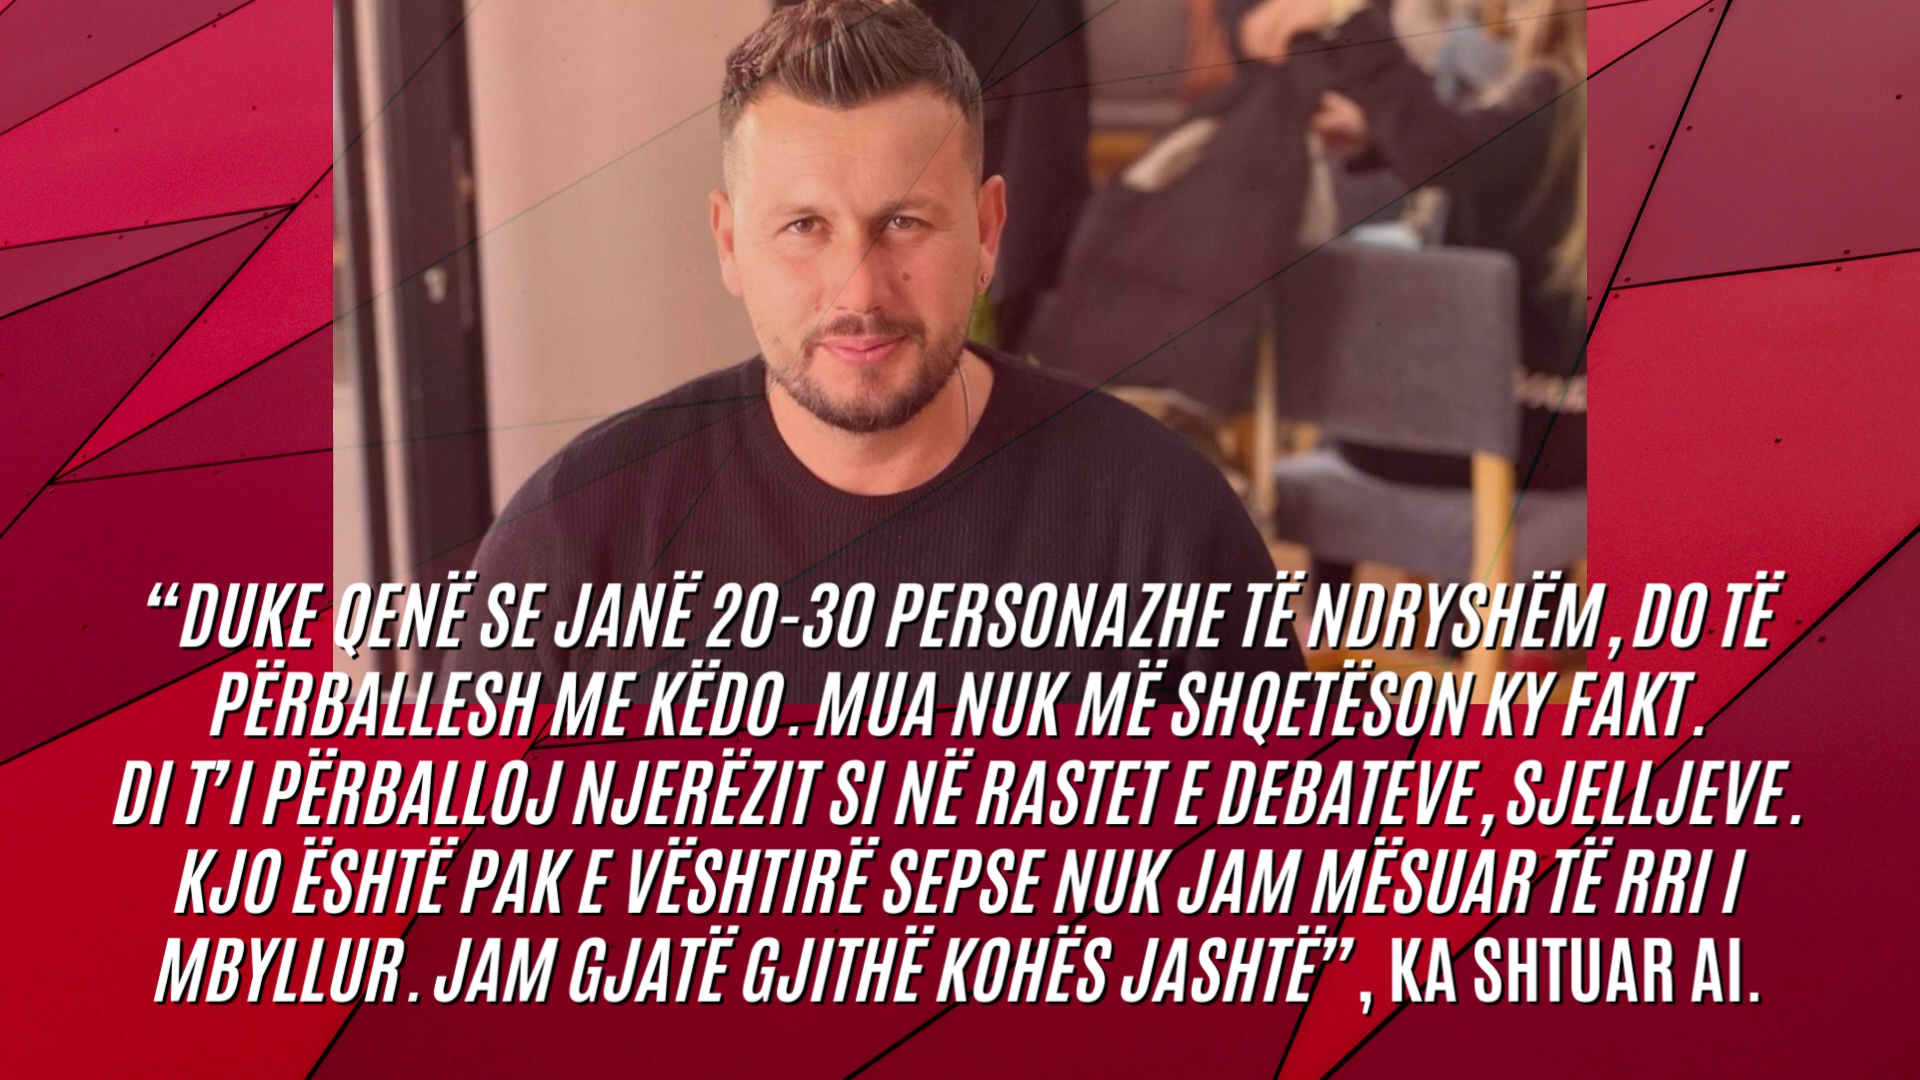 “DUKE QENË SE JANË 20-30 PERSONAZHE TË NDRYSHËM, DO TË
PËRBALLESH ME KËDO. MUA NUK MË SHQETËSON KY FAKT.
DI T’I PËRBALLOJ NJERËZIT SI NË RASTET E DEBATEVE, SJELLJEVE.
KJO ËSHTË PAK E VËSHTIRË SEPSE NUK JAM MËSUAR TË RRI I
MBYLLUR. JAM GJATË GJITHË KOHËS JASHTË”, KA SHTUAR AI.